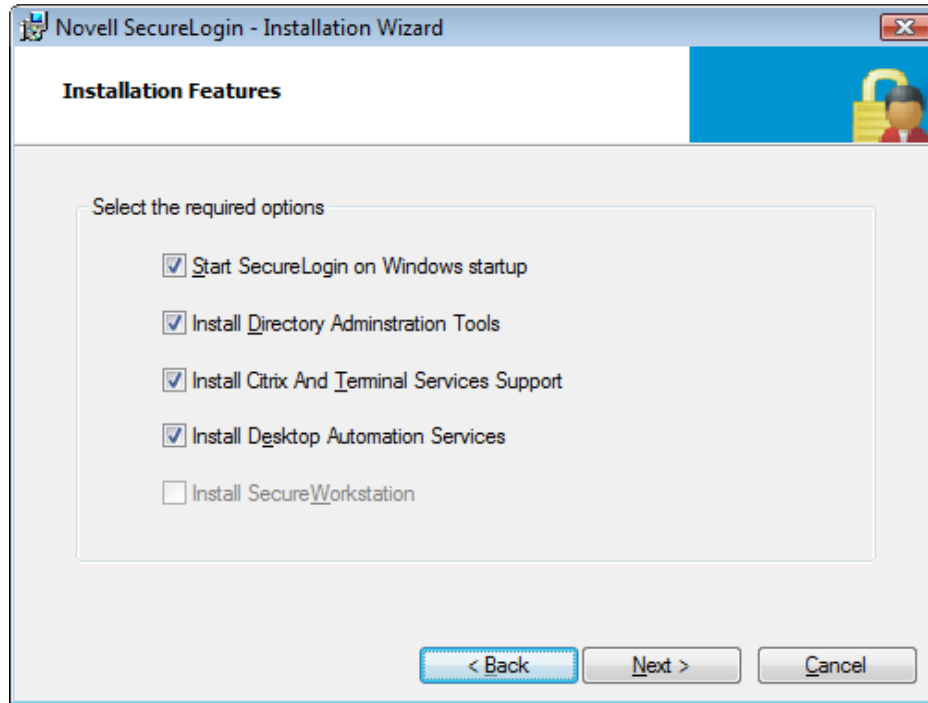 Novell SecureLogin - Installation Wizard
Installation Features
Select the required options
Start SecureLogin on Windows startup
Install Directory Adminstration Tools
Install Citrix And Terminal Services Support
Install Desktop Automation Services
Install SecureWorkstation
< Back Next > Cancel